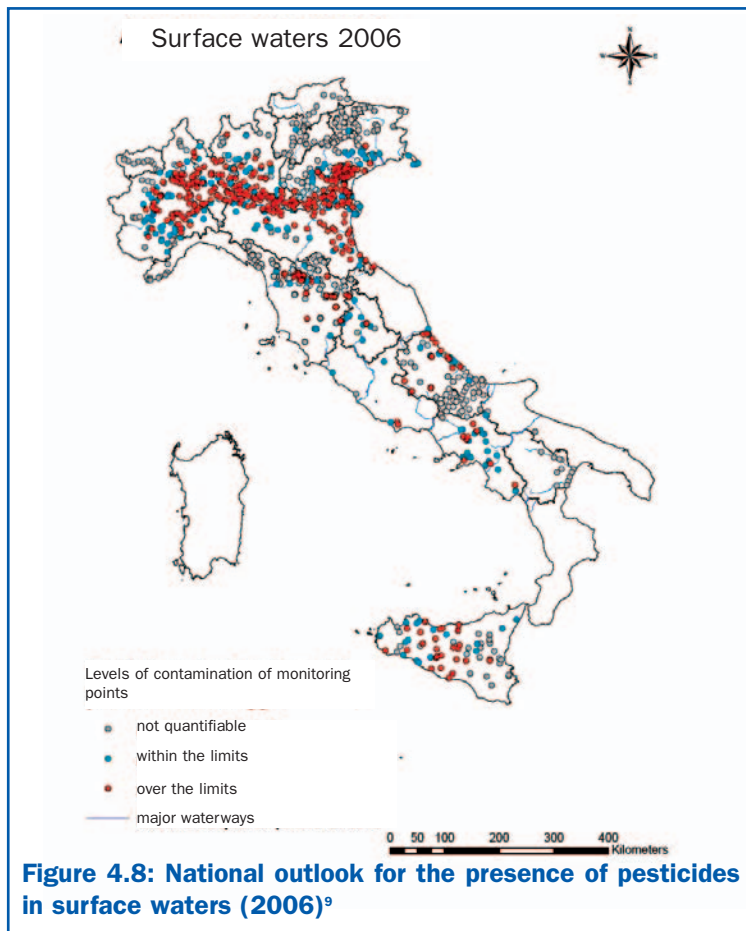 Surface waters 2006
Levels of contamination of monitoring
points
not quantifiable
within the limits
over the limits
major waterways
0 50 100 200 300 400
Kilometers
Figure 4.8: National outlook for the presence of pesticides
in surface waters (2006)⁹